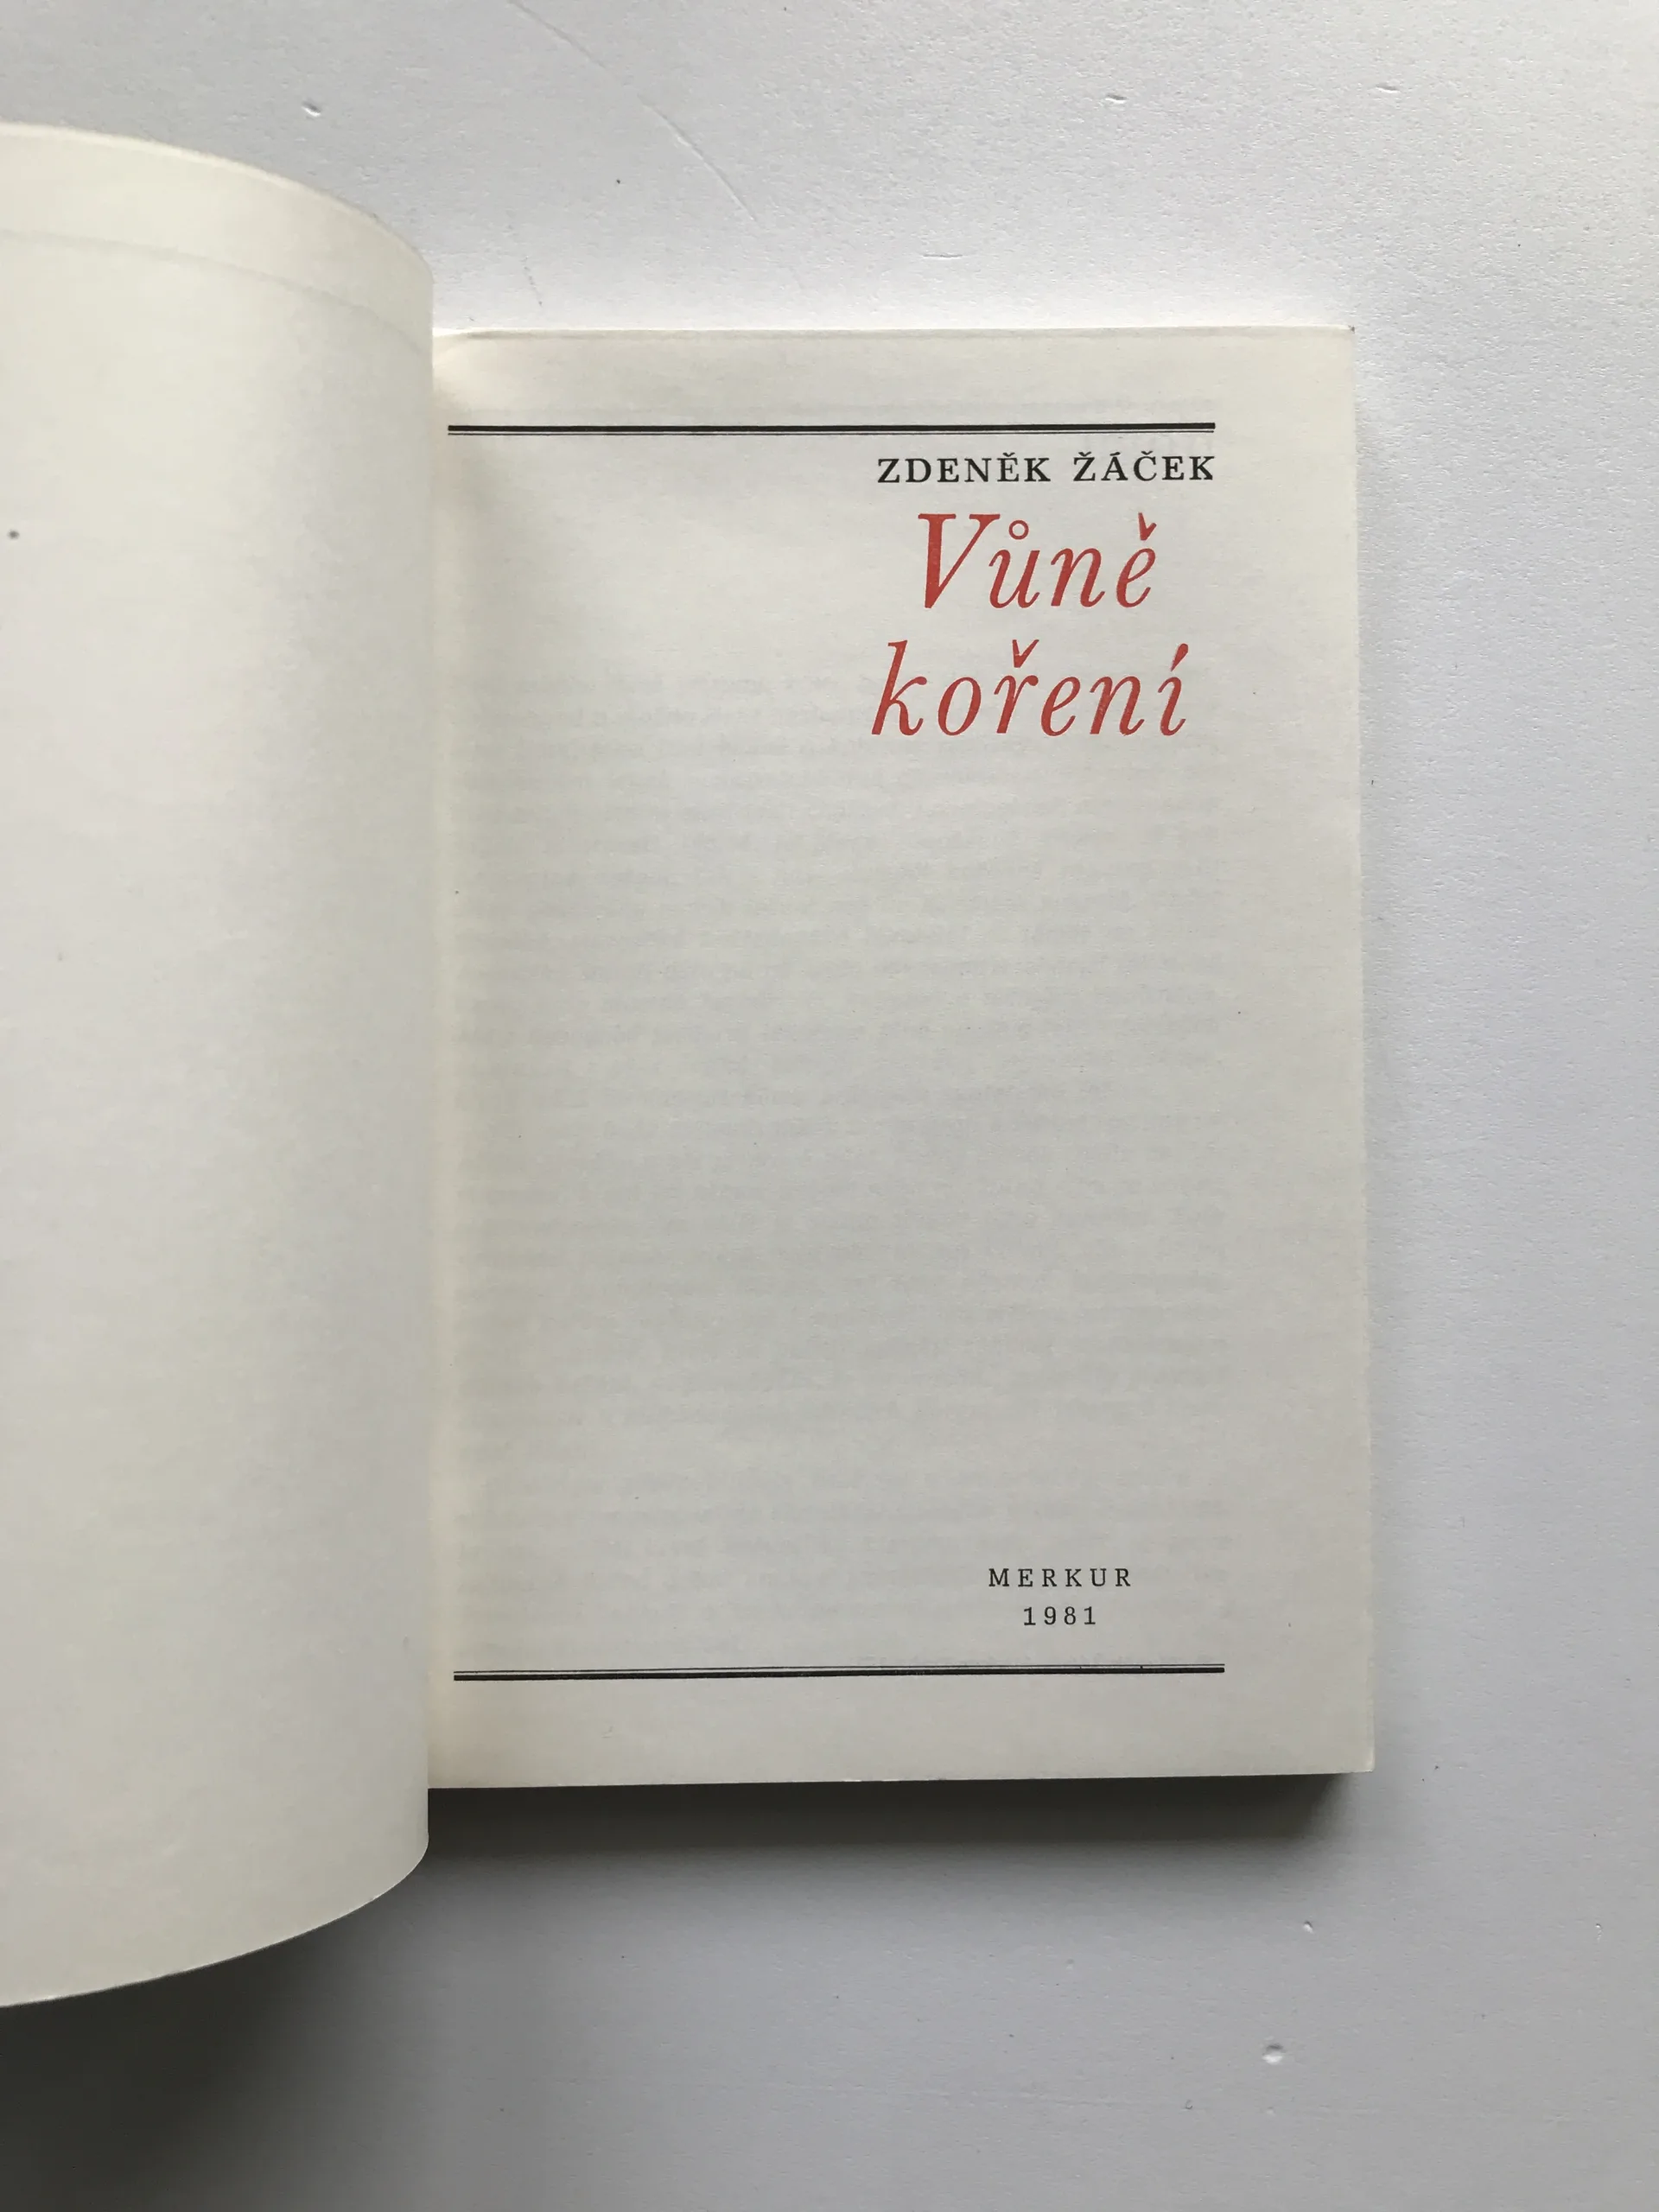 ZDENĚK ŽÁČEK
Vůně
koření
MERKUR
1981